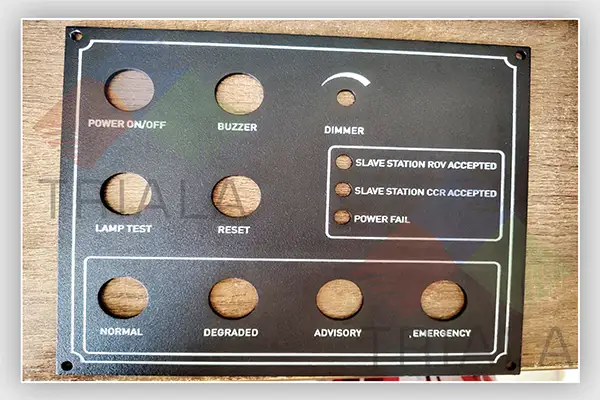 POWER ON/OFF
BUZZER
DIMMER
SLAVE STATION ROV ACCEPTED
SLAVE STATION CCR ACCEPTED
POWER FAIL
LAMP TEST
RESET
NORMAL
DEGRADED
ADVISORY
EMERGENCY
TRIALA
TRIALA